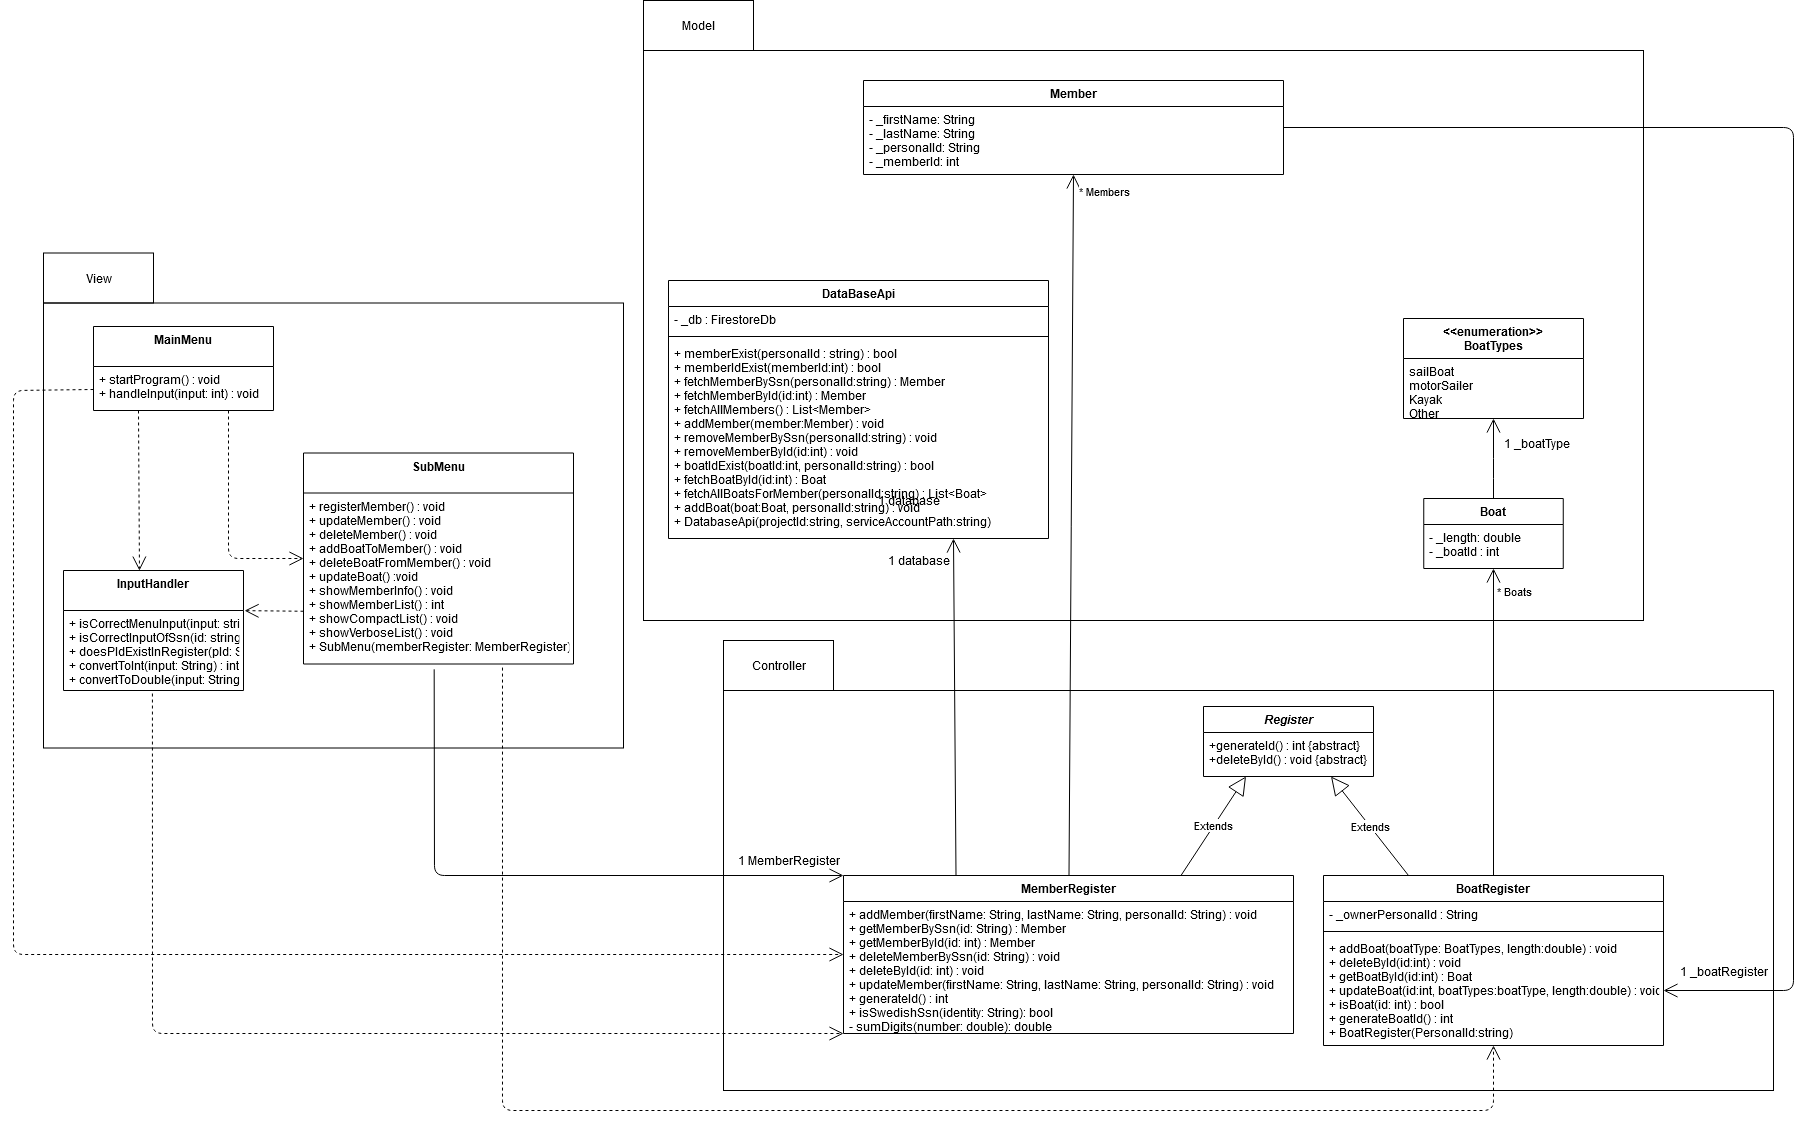 Model
Member
- _firstName: String
- _lastName: String
- _personalId: String
- _memberId: int
* Members
View
MainMenu
+ startProgram() : void
+ handleInput(input: int) : void
SubMenu
+ registerMember() : void
+ updateMember() : void
+ deleteMember() : void
+ addBoatToMember() : void
+ deleteBoatFromMember() : void
+ updateBoat() :void
+ showMemberInfo() : void
+ showMemberList() : int
+ showCompactList() : void
+ showVerboseList() : void
+ SubMenu(memberRegister: MemberRegister)
InputHandler
+ isCorrectMenuInput(input: stri
+ isCorrectInputOfSsn(id: string
+ doesPIdExistInRegister(pId: S
+ convertToInt(input: String) : int
+ convertToDouble(input: String
DataBaseApi
- _db : FirestoreDb
+ memberExist(personalId : string) : bool
+ memberIdExist(memberId:int) : bool
+ fetchMemberBySsn(personalId:string) : Member
+ fetchMemberById(id:int) : Member
+ fetchAllMembers() : List<Member>
+ addMember(member:Member) : void
+ removeMemberBySsn(personalId:string) : void
+ removeMemberById(id:int) : void
+ boatIdExist(boatId:int, personalId:string) : bool
+ fetchBoatById(id:int) : Boat
+ fetchAllBoatsForMember(personalId:string) : List<Boat>
1 database
+ addBoat(boat:Boat, personalId:string) : void
+ DatabaseApi(projectId:string, serviceAccountPath:string)
1 database
<<enumeration>>
BoatTypes
sailBoat
motorSailer
Kayak
Other
1 _boatType
Boat
- _length: double
- _boatId : int
* Boats
Controller
Register
+generateId() : int {abstract}
+deleteById() : void {abstract}
Extends
Extends
1 MemberRegister
MemberRegister
+ addMember(firstName: String, lastName: String, personalId: String) : void
+ getMemberBySsn(id: String) : Member
+ getMemberById(id: int) : Member
+ deleteMemberBySsn(id: String) : void
+ deleteById(id: int) : void
+ updateMember(firstName: String, lastName: String, personalId: String) : void
+ generateId() : int
+ isSwedishSsn(identity: String): bool
- sumDigits(number: double): double
BoatRegister
- _ownerPersonalId : String
+ addBoat(boatType: BoatTypes, length:double) : void
+ deleteById(id:int) : void
+ getBoatById(id:int) : Boat
+ updateBoat(id:int, boatTypes:boatType, length:double) : void
+ isBoat(id: int) : bool
+ generateBoatId() : int
+ BoatRegister(PersonalId:string)
1 _boatRegister